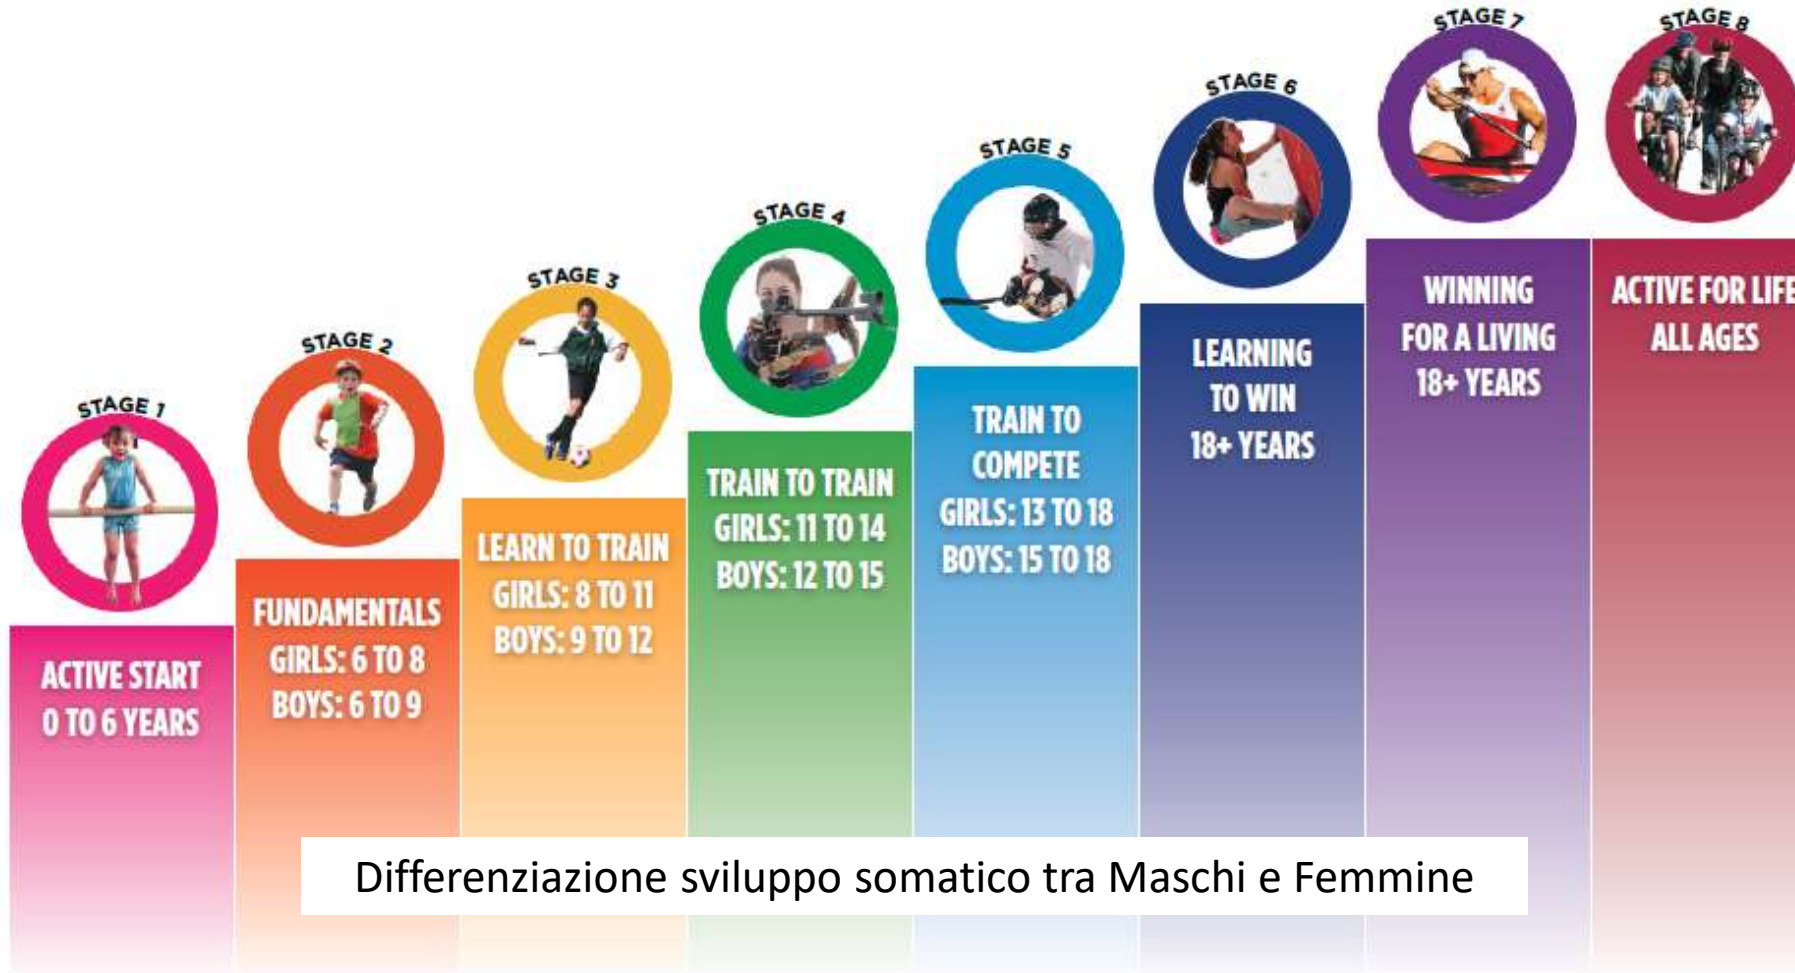 STAGE 1
ACTIVE START
0 TO 6 YEARS
STAGE 2
FUNDAMENTALS
GIRLS: 6 TO 8
BOYS: 6 TO 9
STAGE 3
LEARN TO TRAIN
GIRLS: 8 TO 11
BOYS: 9 TO 12
STAGE 4
TRAIN TO TRAIN
GIRLS: 11 TO 14
BOYS: 12 TO 15
STAGE 5
TRAIN TO
COMPETE
GIRLS: 13 TO 18
BOYS: 15 TO 18
STAGE 6
LEARNING
TO WIN
18+ YEARS
STAGE 7
WINNING
FOR A LIVING
18+ YEARS
STAGE 8
ACTIVE FOR LIFE
ALL AGES
Differenziazione sviluppo somatico tra Maschi e Femmine